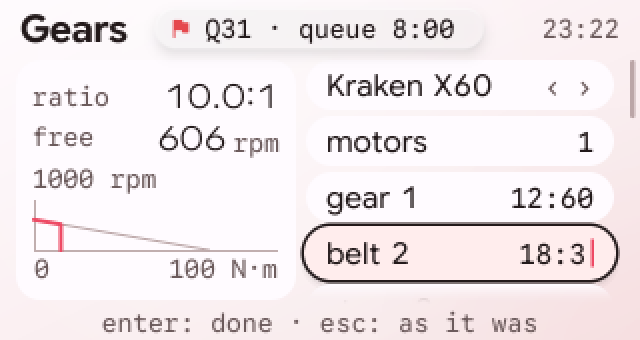 Gears
Q31 · queue 8:00
23:22
ratio 10.0:1
free 606 rpm
1000 rpm
0 100 N·m
Kraken X60 ‹ ›
motors 1
gear 1 12:60
belt 2 18:3
enter: done · esc: as it was